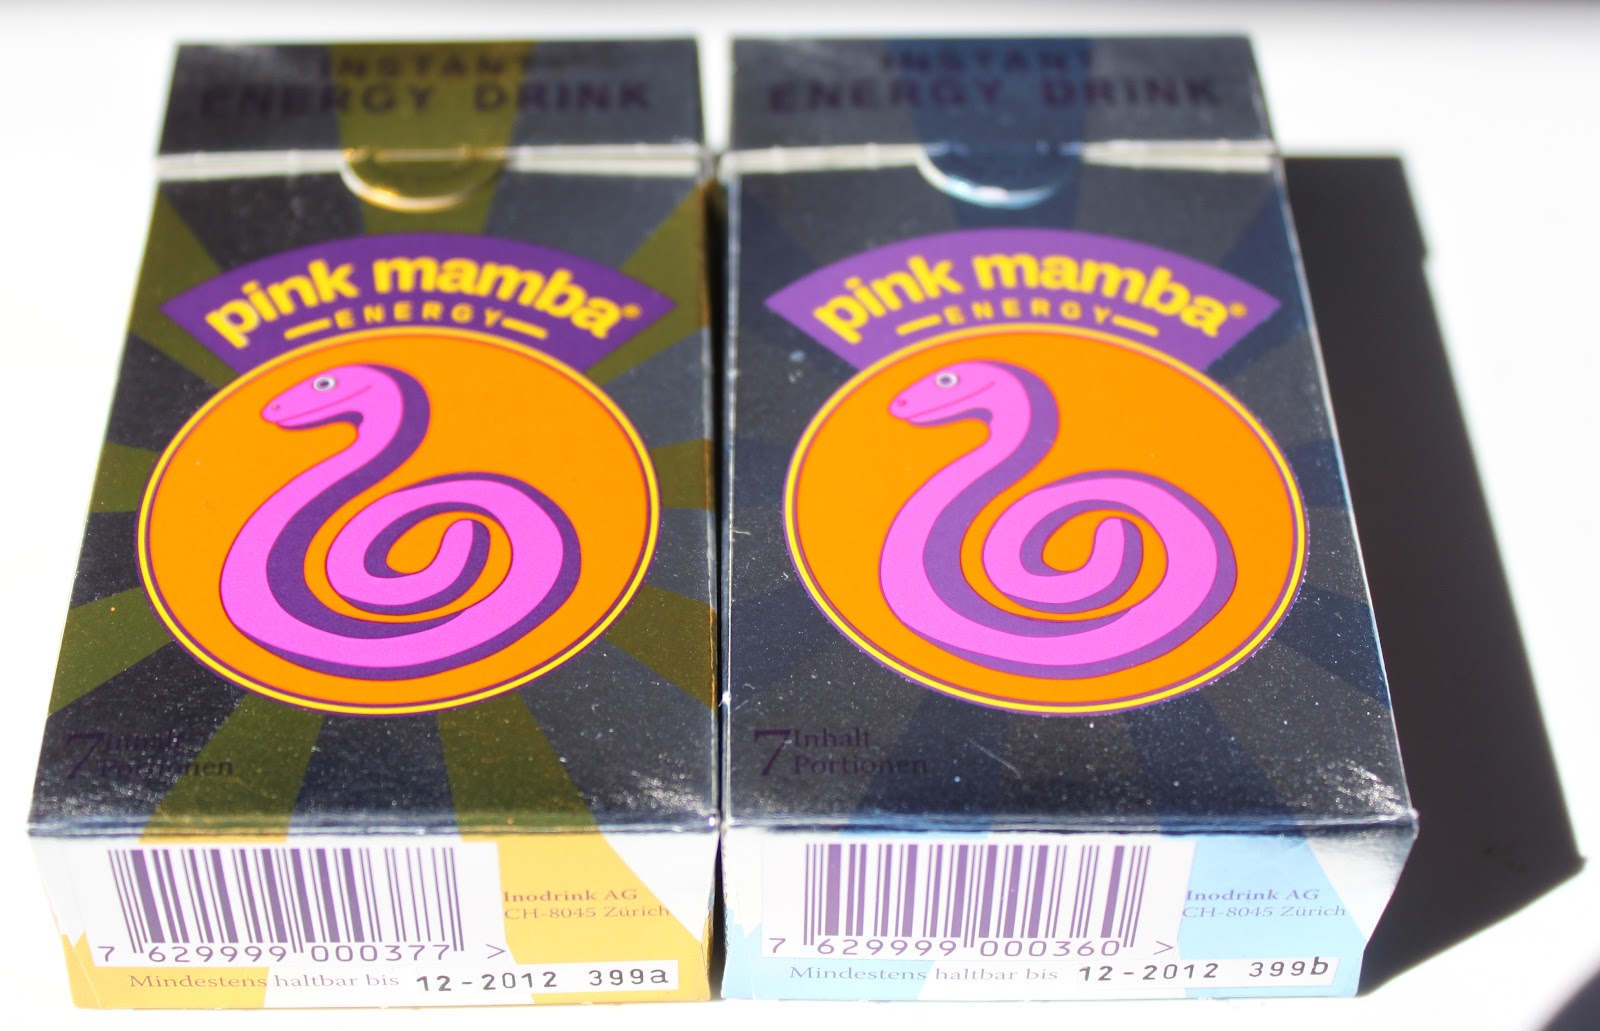 INSTANT
ENERGY DRINK
pink mamba®
ENERGY
7 Inhalt
Portionen
Inodrink AG
CH-8045 Zürich
7 629999 000377 >
Mindestens haltbar bis 12-2012 399a
INSTANT
ENERGY DRINK
pink mamba®
ENERGY
7 Inhalt
Portionen
Inodrink AG
CH-8045 Zürich
7 629999 000360 >
Mindestens haltbar bis 12-2012 399b